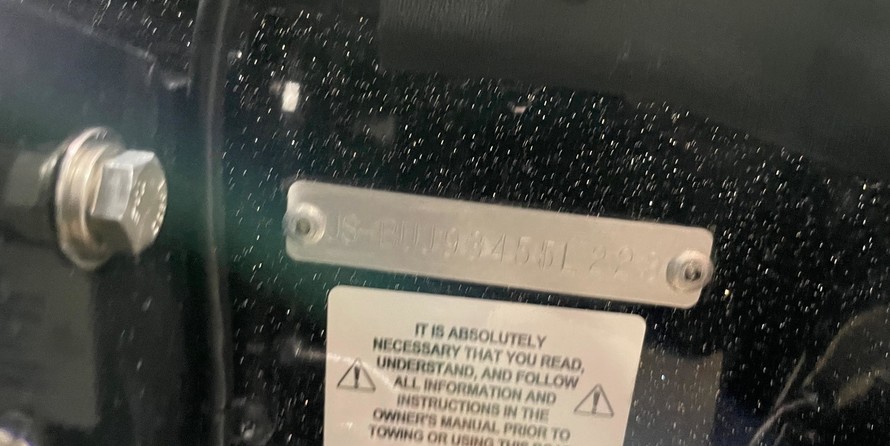 IT IS ABSOLUTELY
NECESSARY THAT YOU READ,
UNDERSTAND, AND FOLLOW
ALL INFORMATION AND
INSTRUCTIONS IN THE
OWNER'S MANUAL PRIOR TO
TOWING OR USING THIS